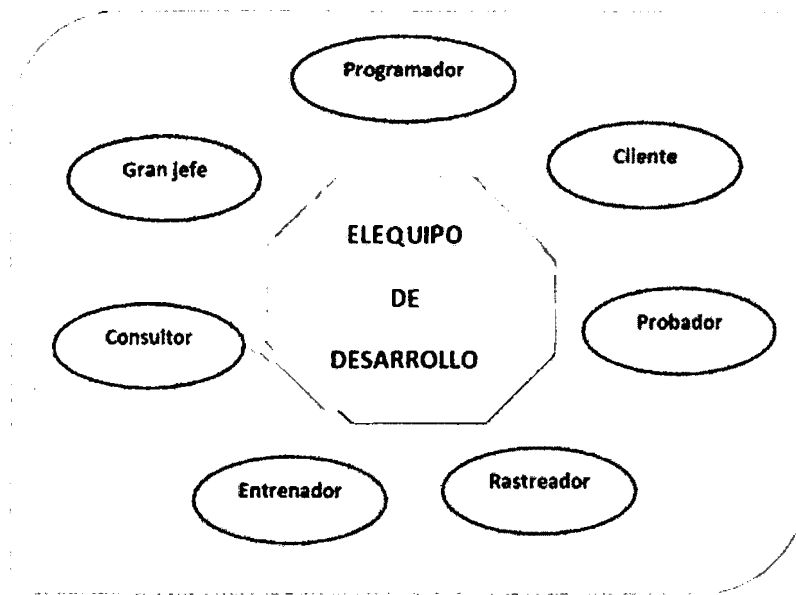 Programador
Gran jefe
Cliente
ELEQUIPO
DE
DESARROLLO
Consultor
Probador
Entrenador
Rastreador